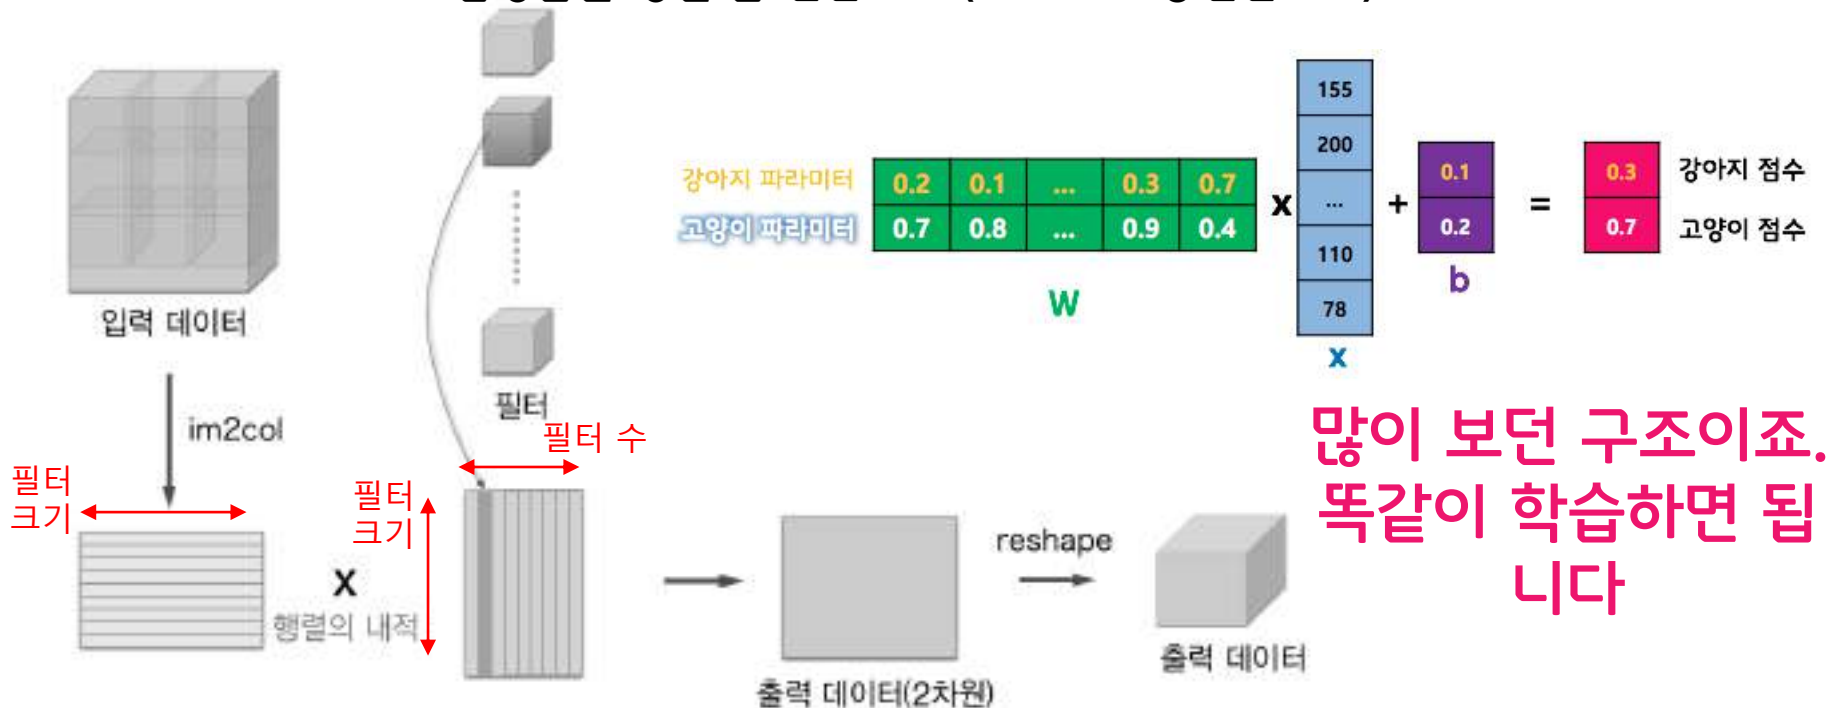 입력 데이터
im2col
필터
크기
필터
필터 수
필터
크기
X
행렬의 내적
출력 데이터(2차원)
reshape
출력 데이터
강아지 파라미터 0.2 0.1 ... 0.3 0.7
고양이 파라미터 0.7 0.8 ... 0.9 0.4
W
x
155
200
...
110
78
x
+
0.1
0.2
b
=
0.3 강아지 점수
0.7 고양이 점수
많이 보던 구조이죠.
똑같이 학습하면 됩
니다